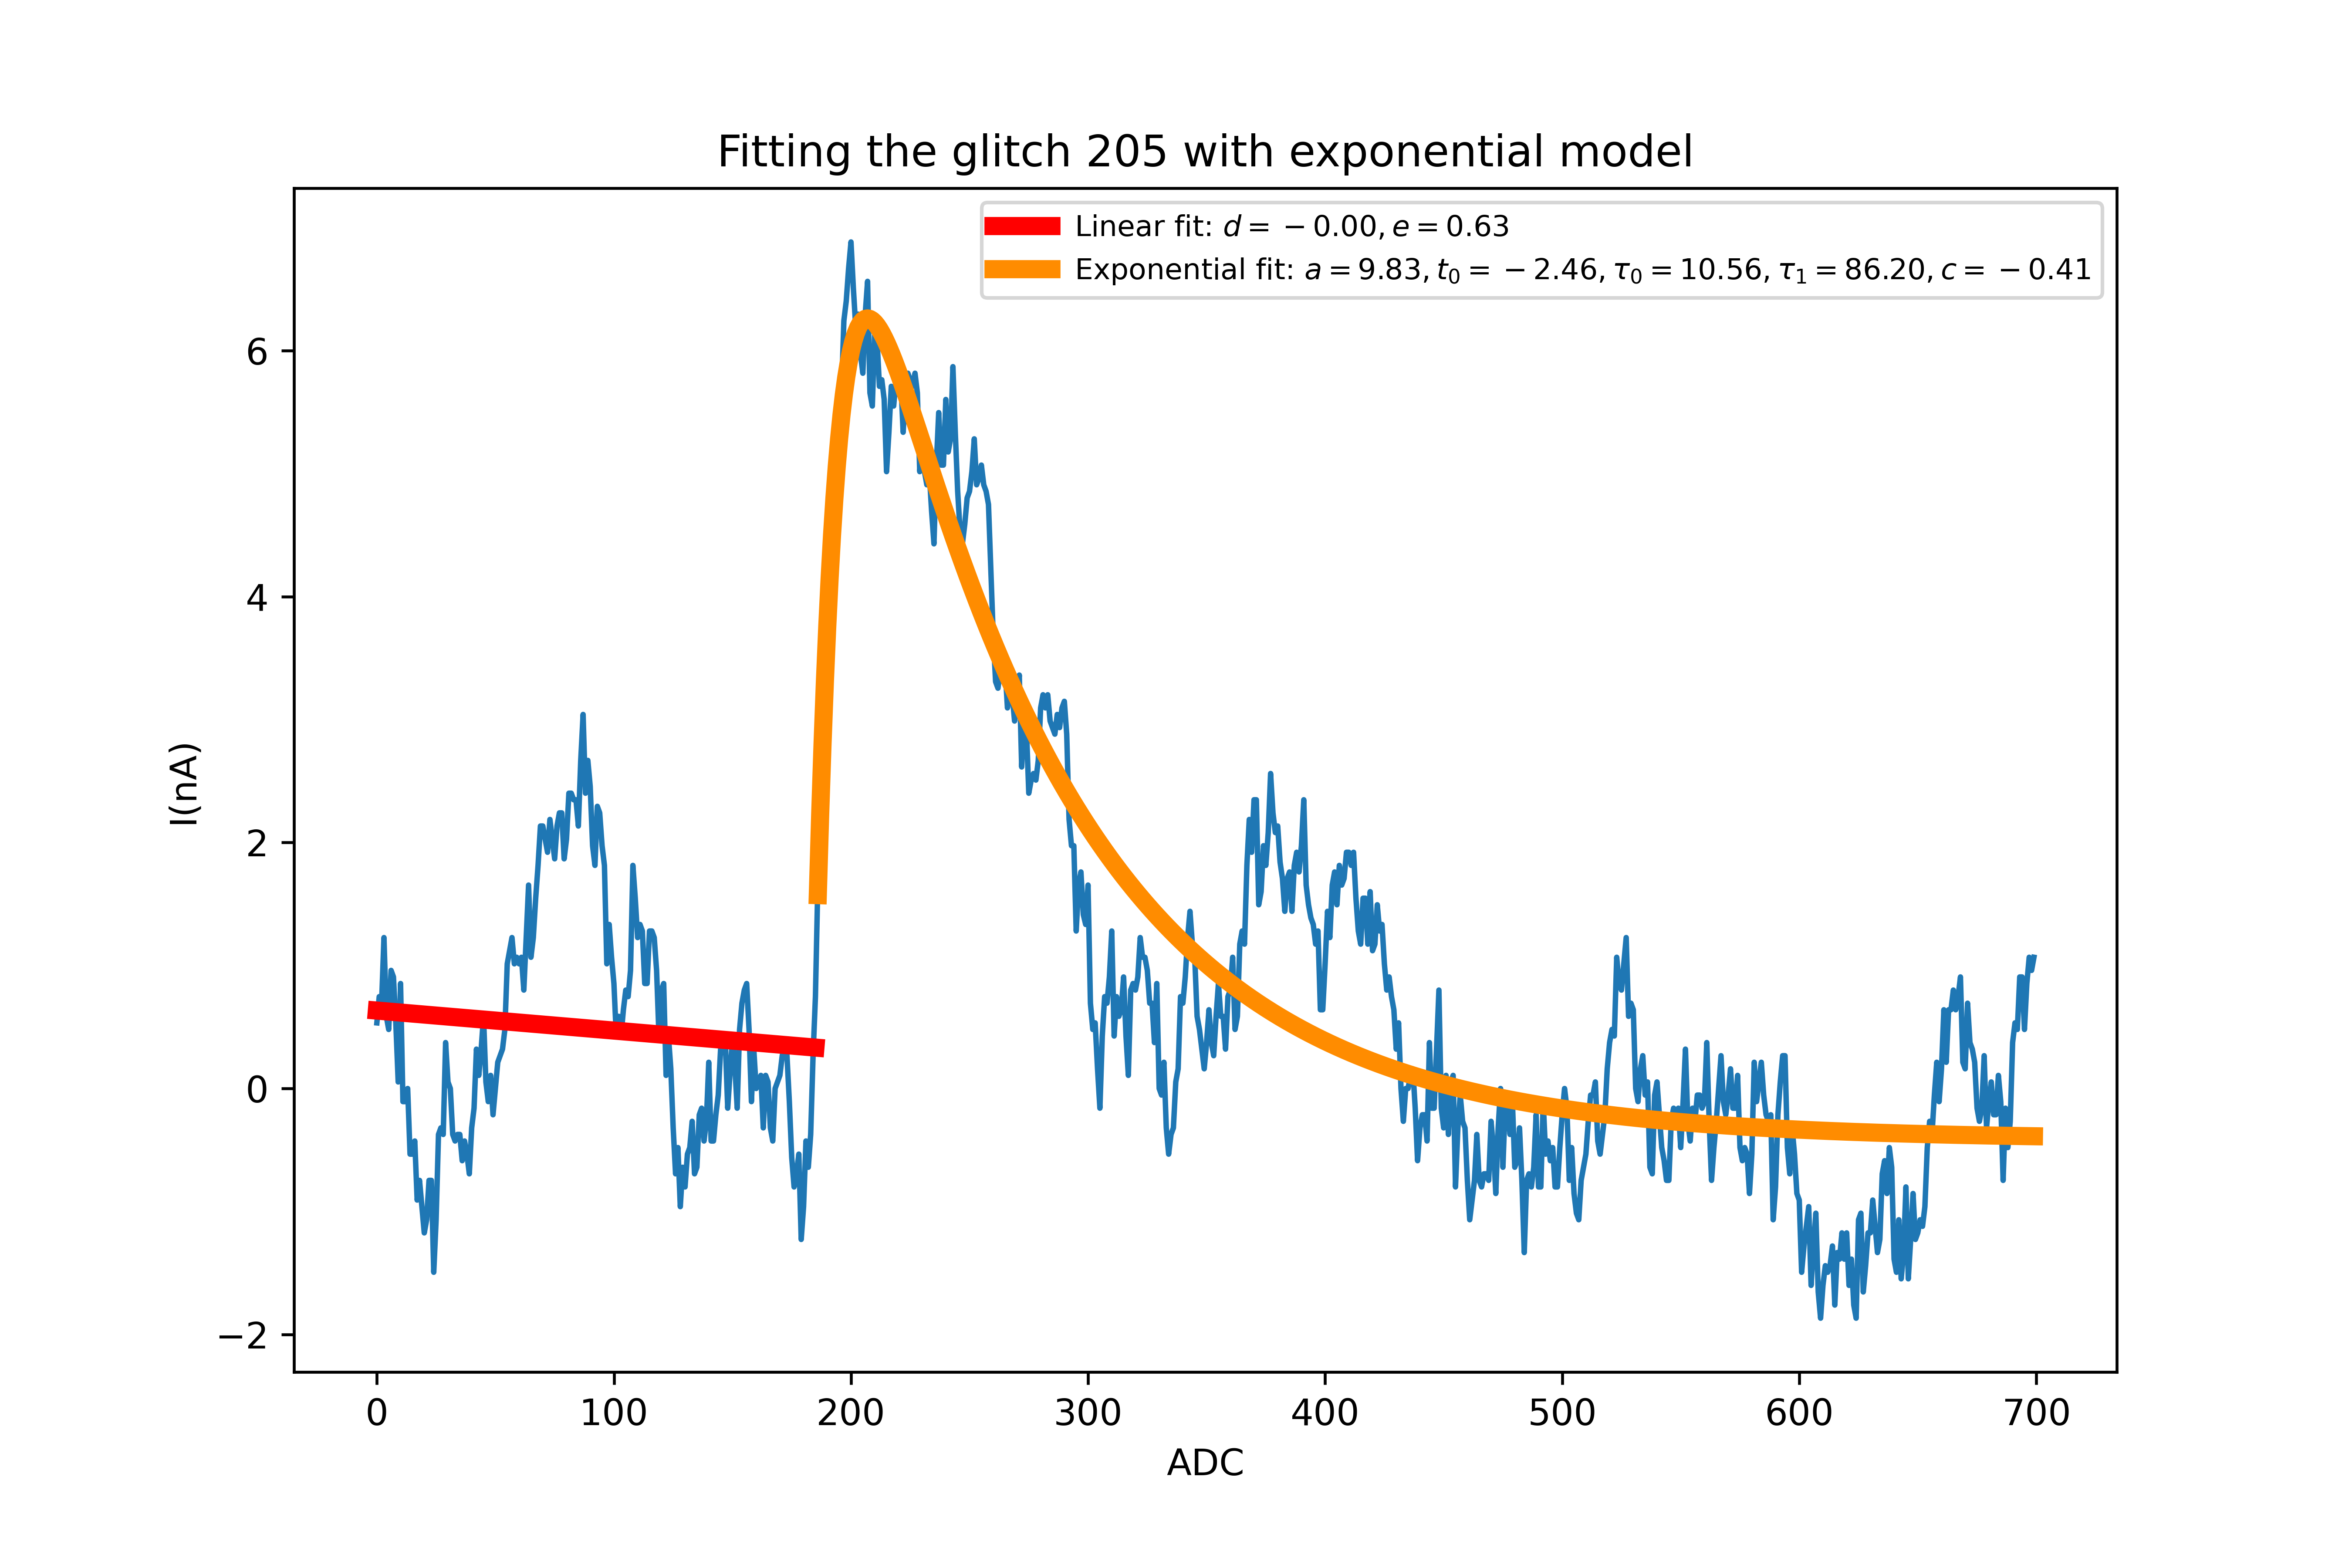 Fitting the glitch 205 with exponential model
Linear fit: d = −0.00, e = 0.63
Exponential fit: a = 9.83, t₀ = −2.46, τ₀ = 10.56, τ₁ = 86.20, c = −0.41
6
4
2
0
−2
I(nA)
0 100 200 300 400 500 600 700
ADC